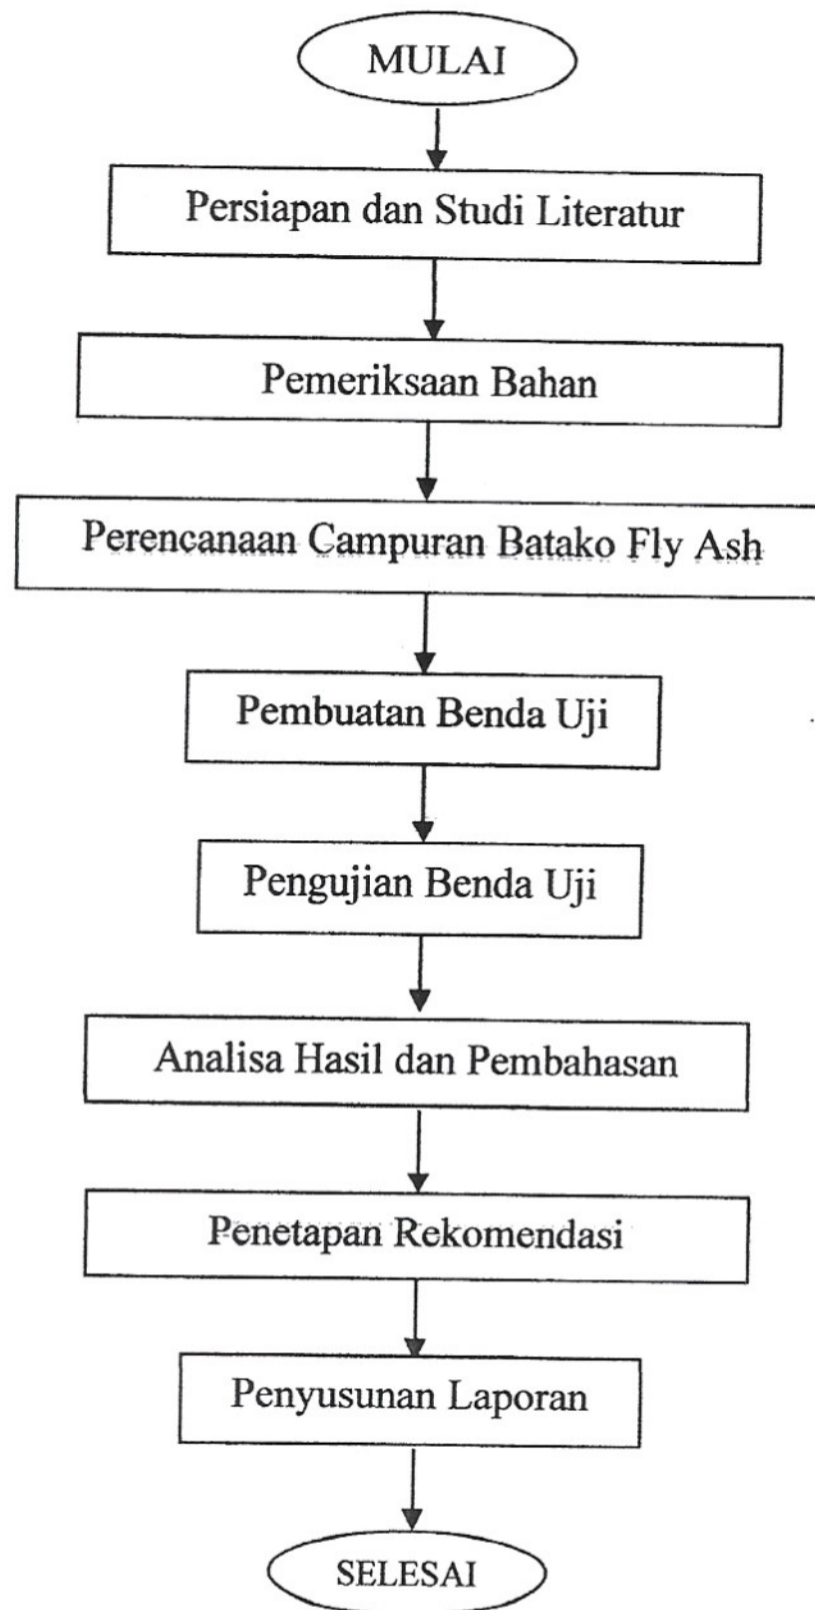 MULAI
Persiapan dan Studi Literatur
Pemeriksaan Bahan
Perencanaan Campuran Batako Fly Ash
Pembuatan Benda Uji
Pengujian Benda Uji
Analisa Hasil dan Pembahasan
Penetapan Rekomendasi
Penyusunan Laporan
SELESAI